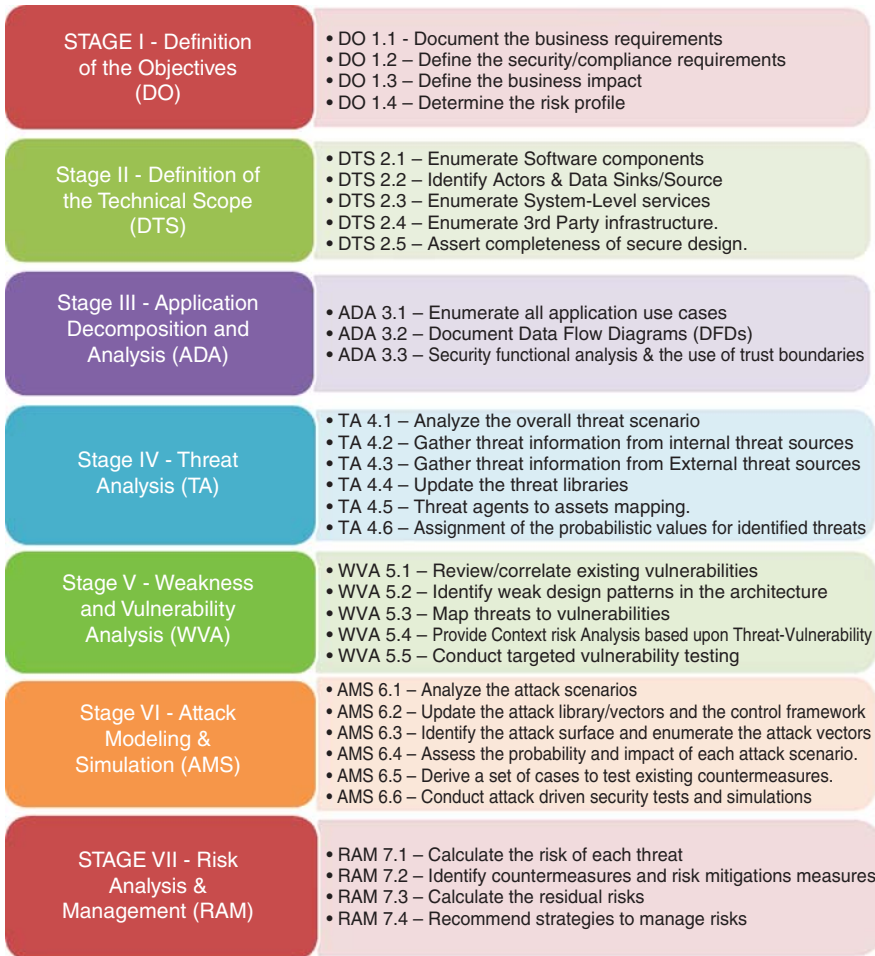 STAGE I - Definition
of the Objectives
(DO)
• DO 1.1 - Document the business requirements
• DO 1.2 – Define the security/compliance requirements
• DO 1.3 – Define the business impact
• DO 1.4 – Determine the risk profile
Stage II - Definition of
the Technical Scope
(DTS)
• DTS 2.1 – Enumerate Software components
• DTS 2.2 – Identify Actors & Data Sinks/Source
• DTS 2.3 – Enumerate System-Level services
• DTS 2.4 – Enumerate 3rd Party infrastructure.
• DTS 2.5 – Assert completeness of secure design.
Stage III - Application
Decomposition and
Analysis (ADA)
• ADA 3.1 – Enumerate all application use cases
• ADA 3.2 – Document Data Flow Diagrams (DFDs)
• ADA 3.3 – Security functional analysis & the use of trust boundaries
Stage IV - Threat
Analysis (TA)
• TA 4.1 – Analyze the overall threat scenario
• TA 4.2 – Gather threat information from internal threat sources
• TA 4.3 – Gather threat information from External threat sources
• TA 4.4 – Update the threat libraries
• TA 4.5 – Threat agents to assets mapping.
• TA 4.6 – Assignment of the probabilistic values for identified threats
Stage V - Weakness
and Vulnerability
Analysis (WVA)
• WVA 5.1 – Review/correlate existing vulnerabilities
• WVA 5.2 – Identify weak design patterns in the architecture
• WVA 5.3 – Map threats to vulnerabilities
• WVA 5.4 – Provide Context risk Analysis based upon Threat-Vulnerability
• WVA 5.5 – Conduct targeted vulnerability testing
Stage VI - Attack
Modeling &
Simulation (AMS)
• AMS 6.1 – Analyze the attack scenarios
• AMS 6.2 – Update the attack library/vectors and the control framework
• AMS 6.3 – Identify the attack surface and enumerate the attack vectors
• AMS 6.4 – Assess the probability and impact of each attack scenario.
• AMS 6.5 – Derive a set of cases to test existing countermeasures.
• AMS 6.6 – Conduct attack driven security tests and simulations
STAGE VII - Risk
Analysis &
Management (RAM)
• RAM 7.1 – Calculate the risk of each threat
• RAM 7.2 – Identify countermeasures and risk mitigations measures
• RAM 7.3 – Calculate the residual risks
• RAM 7.4 – Recommend strategies to manage risks